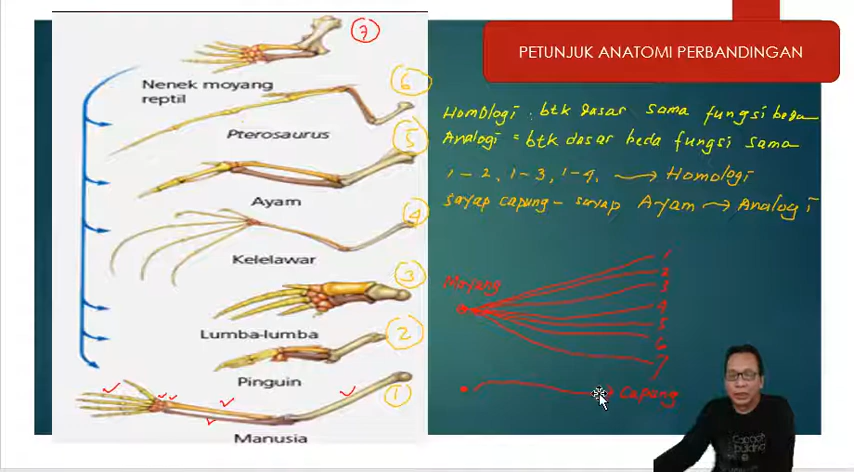 PETUNJUK ANATOMI PERBANDINGAN
7
Nenek moyang
reptil
6
Pterosaurus
5
Ayam
4
Kelelawar
3
Lumba-lumba
2
Pinguin
1
Manusia
Homologi : btk dasar sama fungsi beda
Analogi = btk dasar beda fungsi sama
1-2, 1-3, 1-4, → Homologi
sayap capung - sayap Ayam → Analogi
Moyang
1
2
3
4
5
6
7
Capung